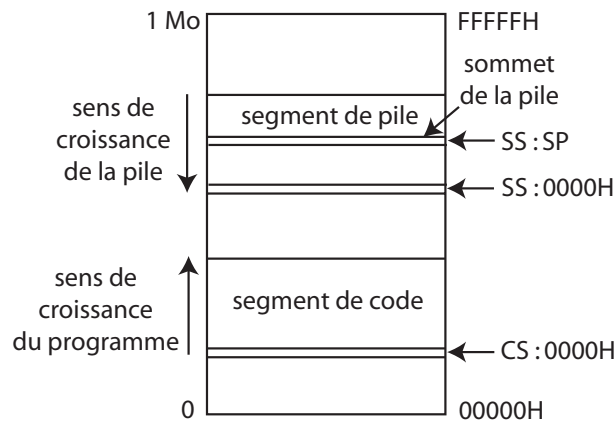 1 Mo
FFFFFH
sommet
de la pile
sens de
croissance
de la pile
segment de pile
SS : SP
SS : 0000H
sens de
croissance
du programme
segment de code
CS : 0000H
0
00000H